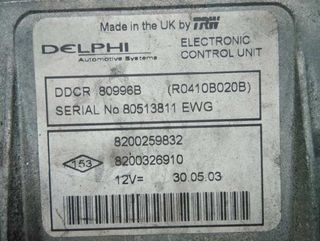 Made in the UK by TRW
DELPHI
Automotive Systems
ELECTRONIC
CONTROL UNIT
DDCR 80996B (R0410B020B)
SERIAL No 80513811 EWG
8200259832
153
8200326910
12V= 30.05.03